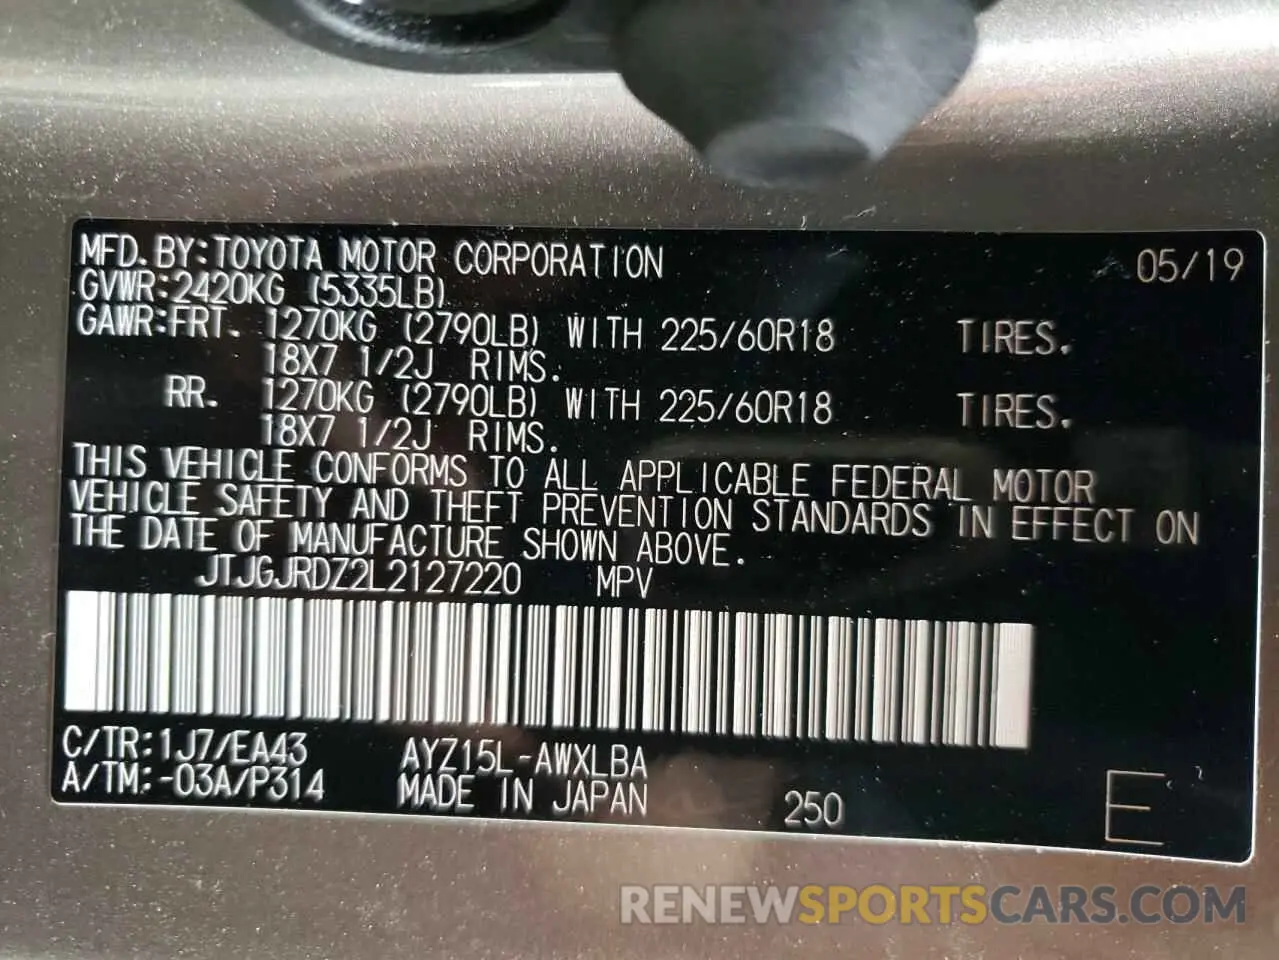 MFD. BY: TOYOTA MOTOR CORPORATION 05/19
GVWR: 2420KG (5335LB)
GAWR: FRT. 1270KG (2790LB) WITH 225/60R18 TIRES.
18X7 1/2J RIMS.
RR. 1270KG (2790LB) WITH 225/60R18 TIRES.
18X7 1/2J RIMS.
THIS VEHICLE CONFORMS TO ALL APPLICABLE FEDERAL MOTOR
VEHICLE SAFETY AND THEFT PREVENTION STANDARDS IN EFFECT ON
THE DATE OF MANUFACTURE SHOWN ABOVE.
JTJGJRDZ2L2127220 MPV
C/TR: 1J7/EA43 AYZ15L-AWXLBA
A/TM: -03A/P314 MADE IN JAPAN 250 E
RENEWSPORTSCARS.COM